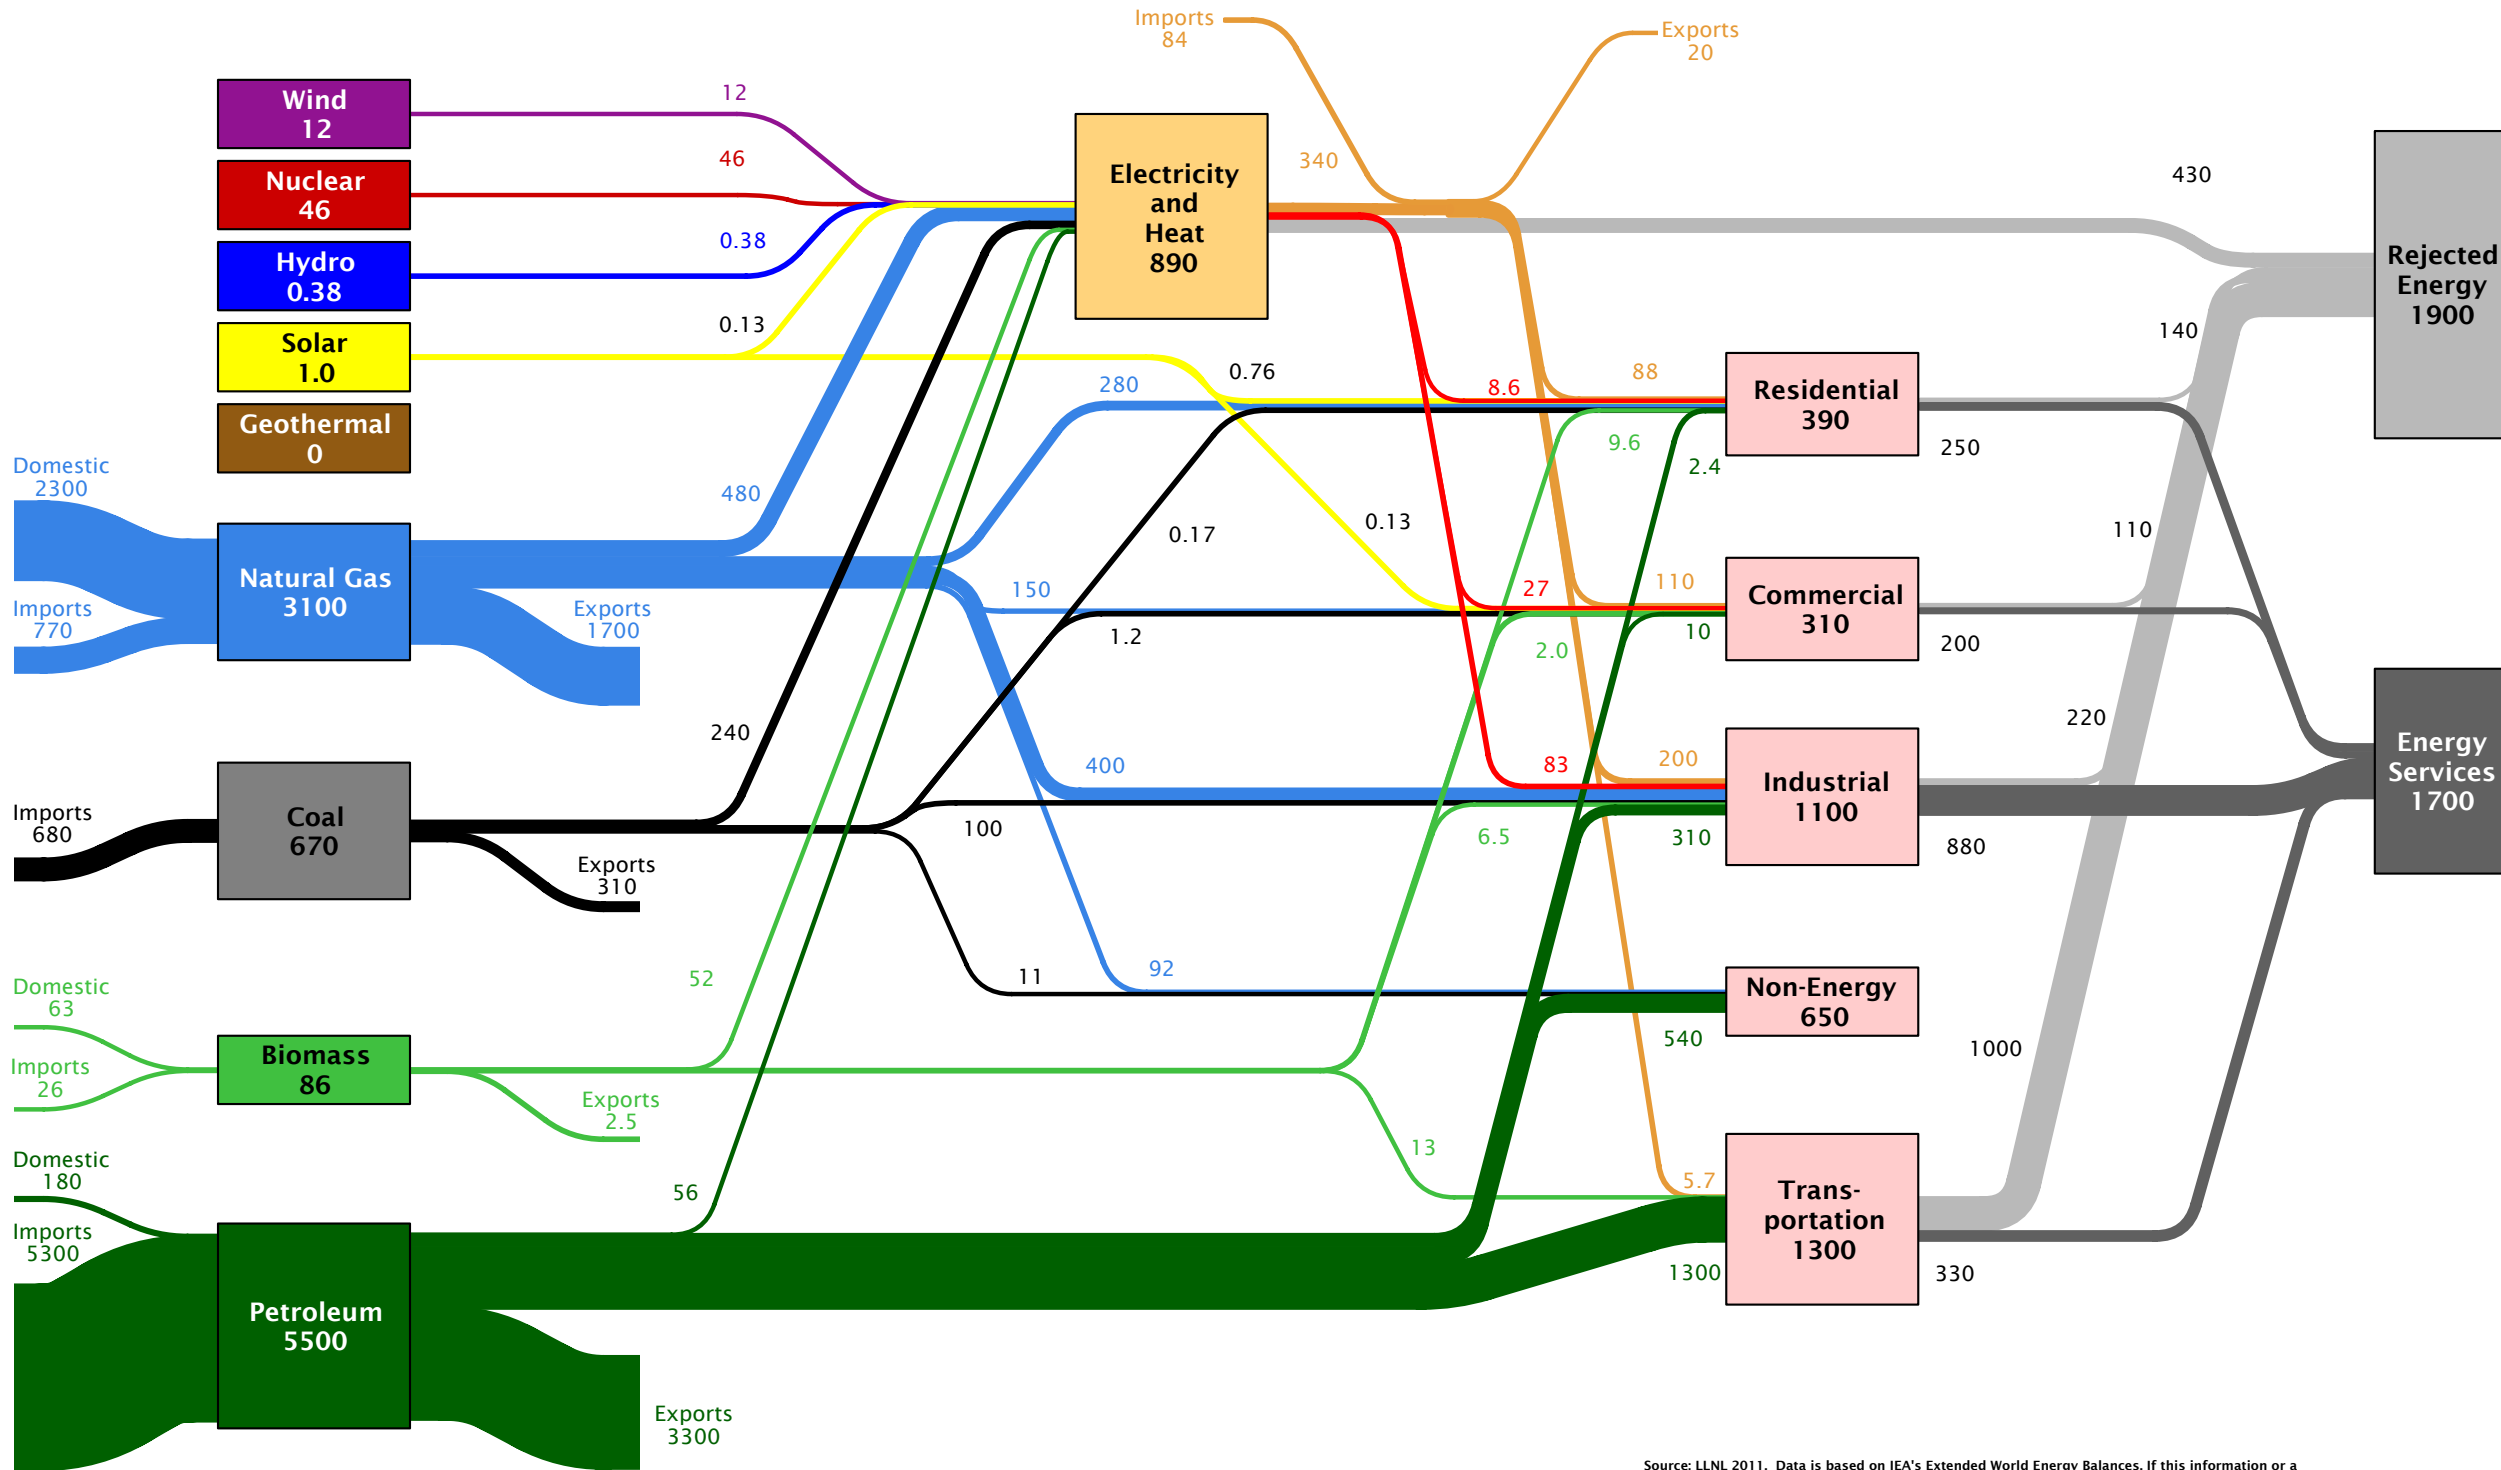 Imports
84
Exports
20
Wind
12
12
Nuclear
46
46
Hydro
0.38
0.38
Solar
1.0
0.13
Geothermal
0
Electricity
and
Heat
890
340
430
Rejected
Energy
1900
140
Domestic
2300
Imports
770
Natural Gas
3100
Exports
1700
480
280
0.76
8.6
88
9.6
2.4
Residential
390
250
0.17
0.13
150
1.2
27
110
2.0
10
Commercial
310
110
200
240
400
100
83
200
6.5
310
Industrial
1100
220
880
Energy
Services
1700
Imports
680
Coal
670
Exports
310
11
92
Non-Energy
650
540
1000
Domestic
63
Imports
26
Biomass
86
Exports
2.5
52
13
Domestic
180
Imports
5300
Petroleum
5500
56
Exports
3300
5.7
1300
Trans-
portation
1300
330
Source: LLNL 2011. Data is based on IEA's Extended World Energy Balances. If this information or a